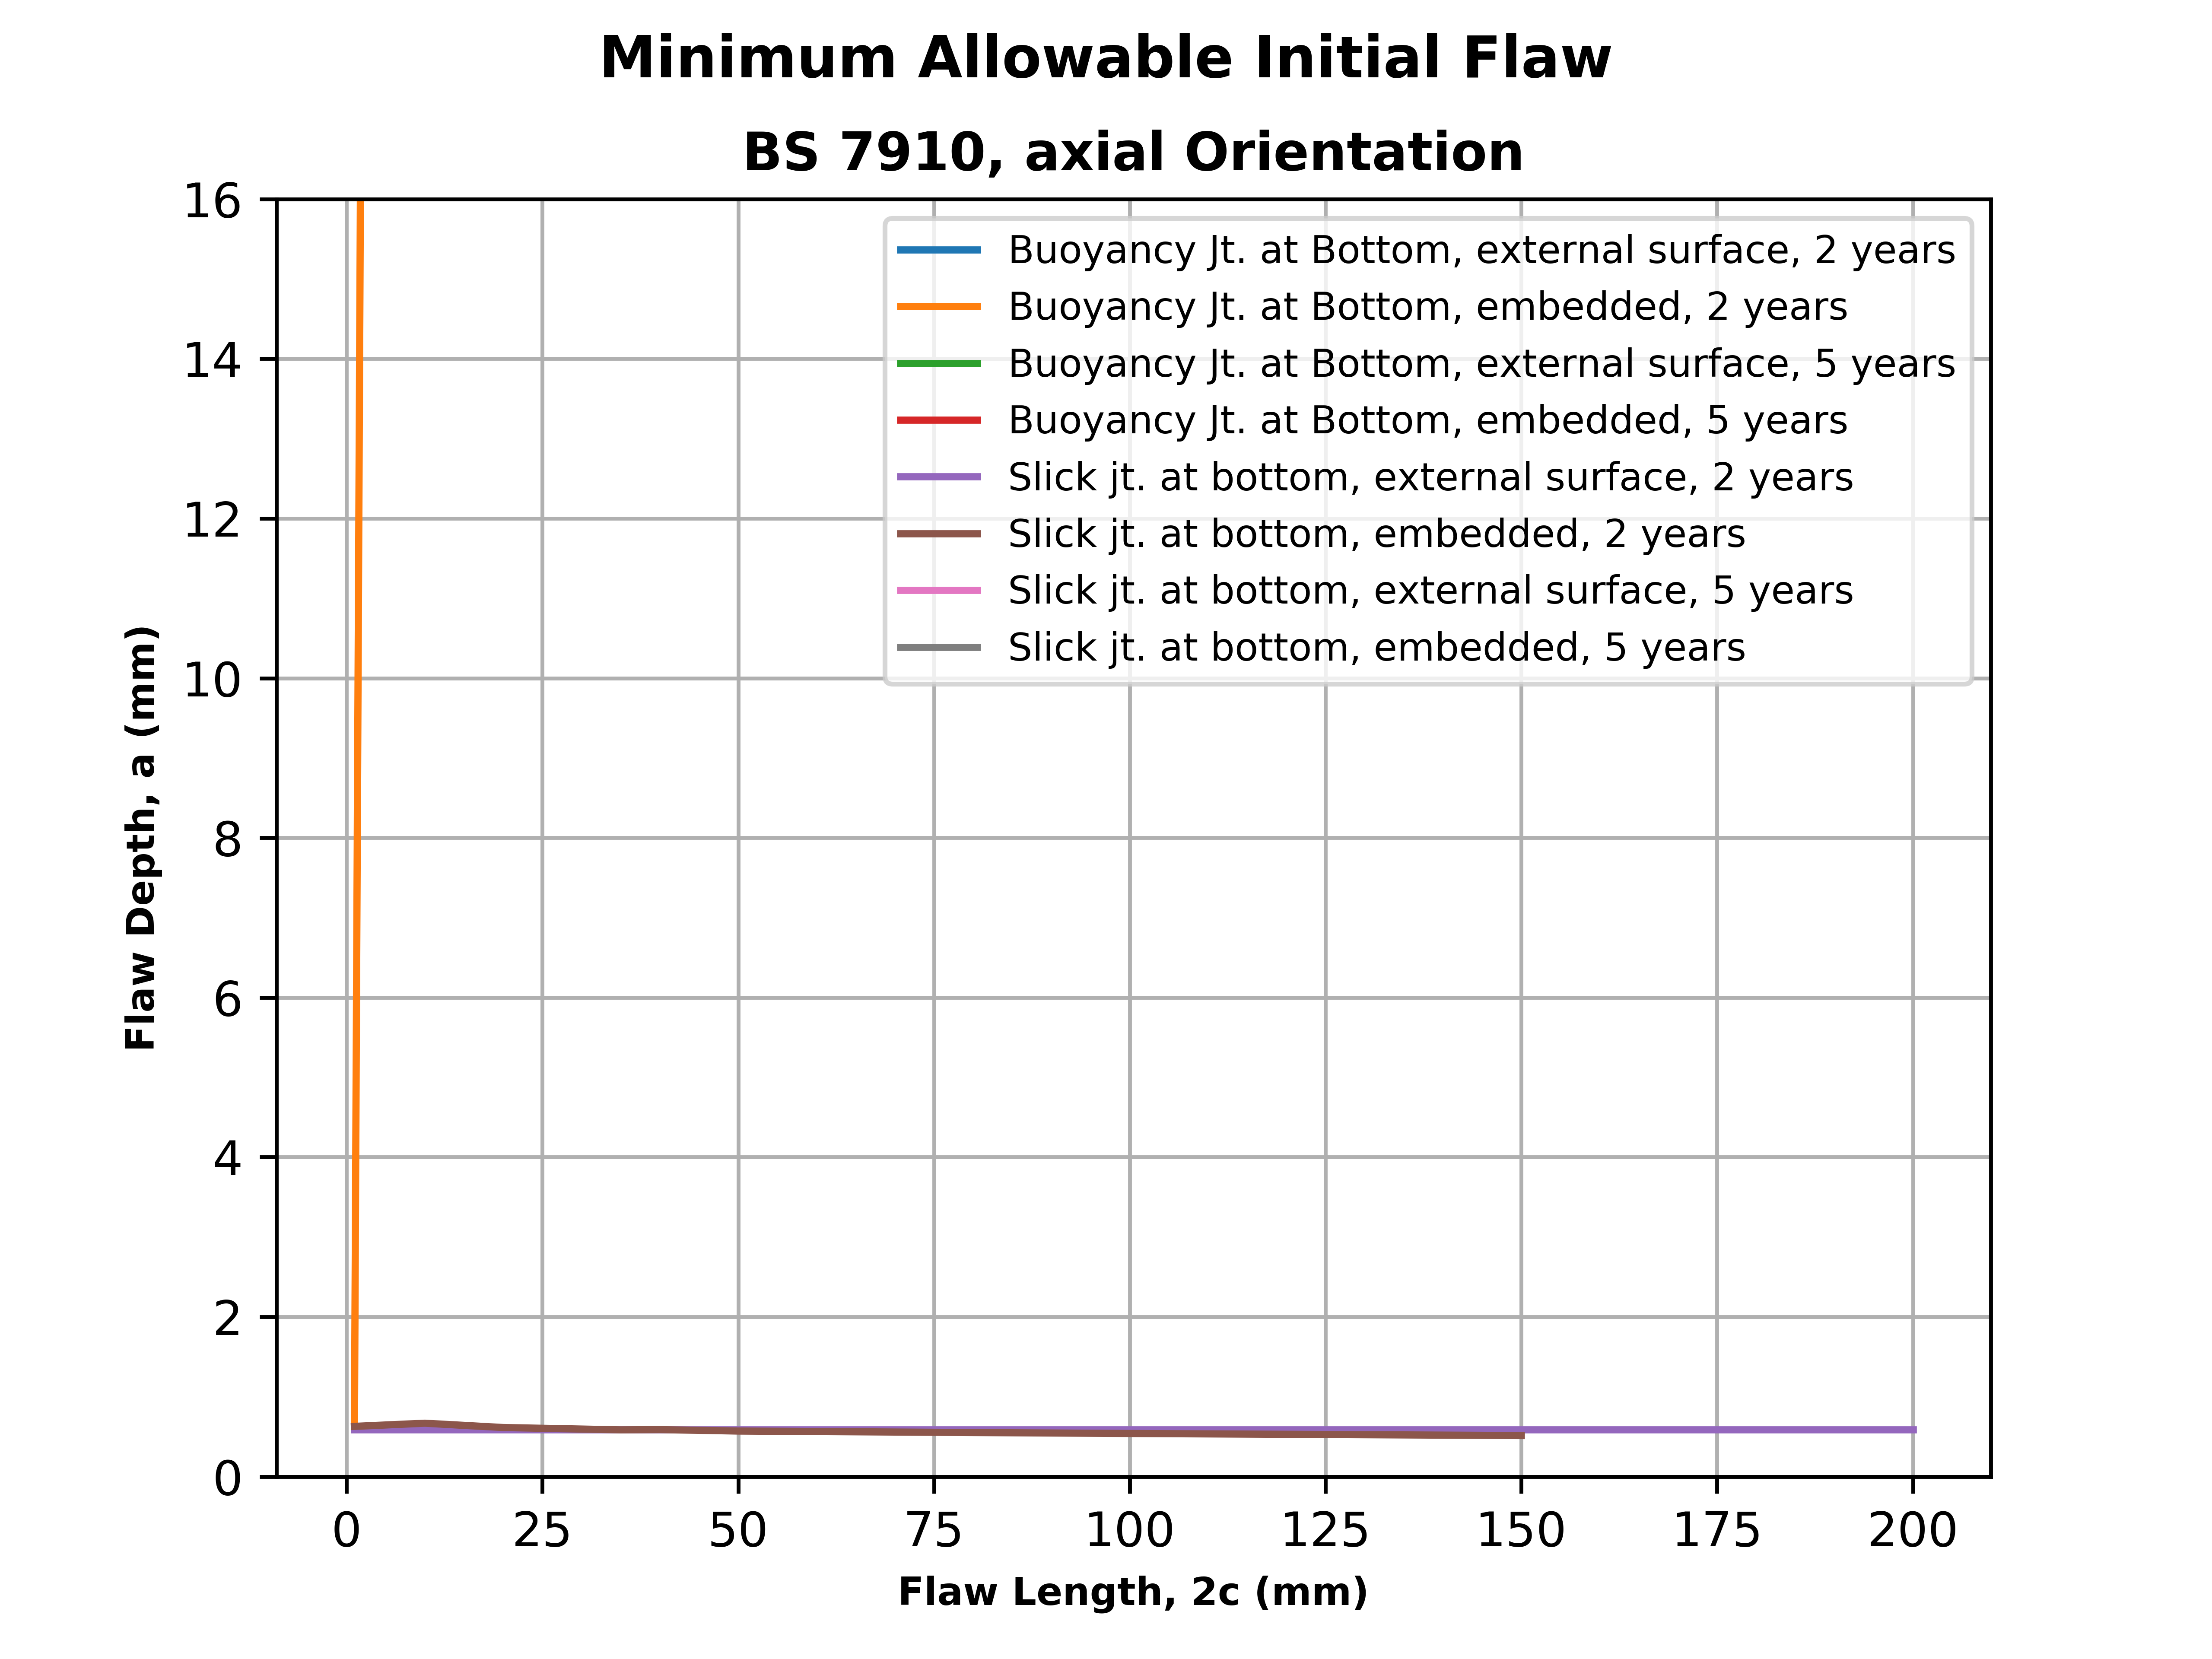 Minimum Allowable Initial Flaw
BS 7910, axial Orientation
16
14
12
10
8
6
4
2
0
Flaw Depth, a (mm)
Buoyancy Jt. at Bottom, external surface, 2 years
Buoyancy Jt. at Bottom, embedded, 2 years
Buoyancy Jt. at Bottom, external surface, 5 years
Buoyancy Jt. at Bottom, embedded, 5 years
Slick jt. at bottom, external surface, 2 years
Slick jt. at bottom, embedded, 2 years
Slick jt. at bottom, external surface, 5 years
Slick jt. at bottom, embedded, 5 years
0 25 50 75 100 125 150 175 200
Flaw Length, 2c (mm)